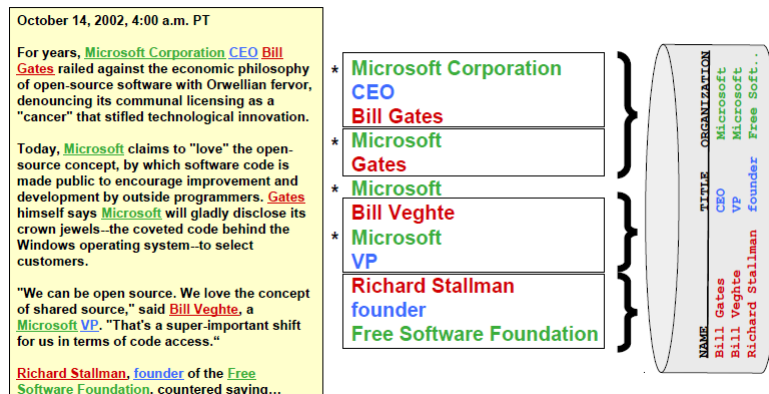 October 14, 2002, 4:00 a.m. PT
For years, Microsoft Corporation CEO Bill
Gates railed against the economic philosophy
of open-source software with Orwellian fervor,
denouncing its communal licensing as a
"cancer" that stifled technological innovation.
Today, Microsoft claims to "love" the open-
source concept, by which software code is
made public to encourage improvement and
development by outside programmers. Gates
himself says Microsoft will gladly disclose its
crown jewels--the coveted code behind the
Windows operating system--to select
customers.
"We can be open source. We love the concept
of shared source," said Bill Veghte, a
Microsoft VP. "That's a super-important shift
for us in terms of code access.“
Richard Stallman, founder of the Free
Software Foundation, countered saying…
* Microsoft Corporation
CEO
Bill Gates
* Microsoft
Gates
* Microsoft
Bill Veghte
* Microsoft
VP
Richard Stallman
founder
Free Software Foundation
NAME TITLE ORGANIZATION
Bill Gates CEO Microsoft
Bill Veghte VP Microsoft
Richard Stallman founder Free Soft..